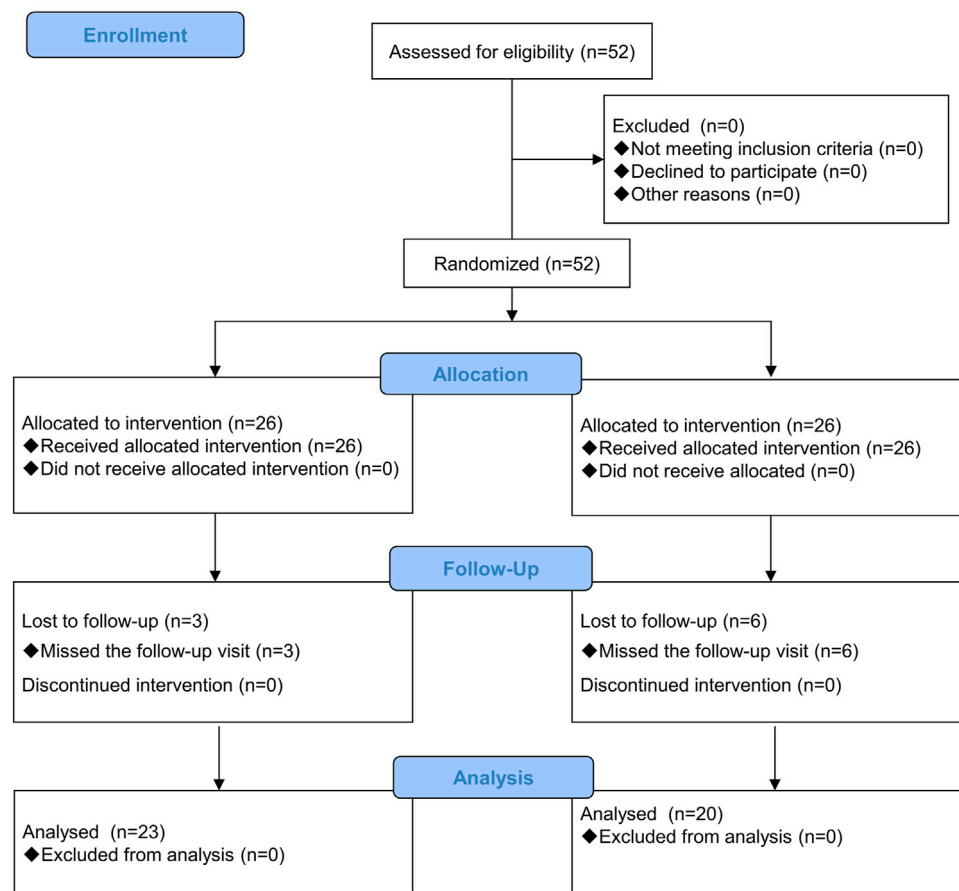 Enrollment
Assessed for eligibility (n=52)
Excluded (n=0)
◆Not meeting inclusion criteria (n=0)
◆Declined to participate (n=0)
◆Other reasons (n=0)
Randomized (n=52)
Allocation
Allocated to intervention (n=26)
◆Received allocated intervention (n=26)
◆Did not receive allocated intervention (n=0)
Allocated to intervention (n=26)
◆Received allocated intervention (n=26)
◆Did not receive allocated (n=0)
Follow-Up
Lost to follow-up (n=3)
◆Missed the follow-up visit (n=3)
Discontinued intervention (n=0)
Lost to follow-up (n=6)
◆Missed the follow-up visit (n=6)
Discontinued intervention (n=0)
Analysis
Analysed (n=23)
◆Excluded from analysis (n=0)
Analysed (n=20)
◆Excluded from analysis (n=0)